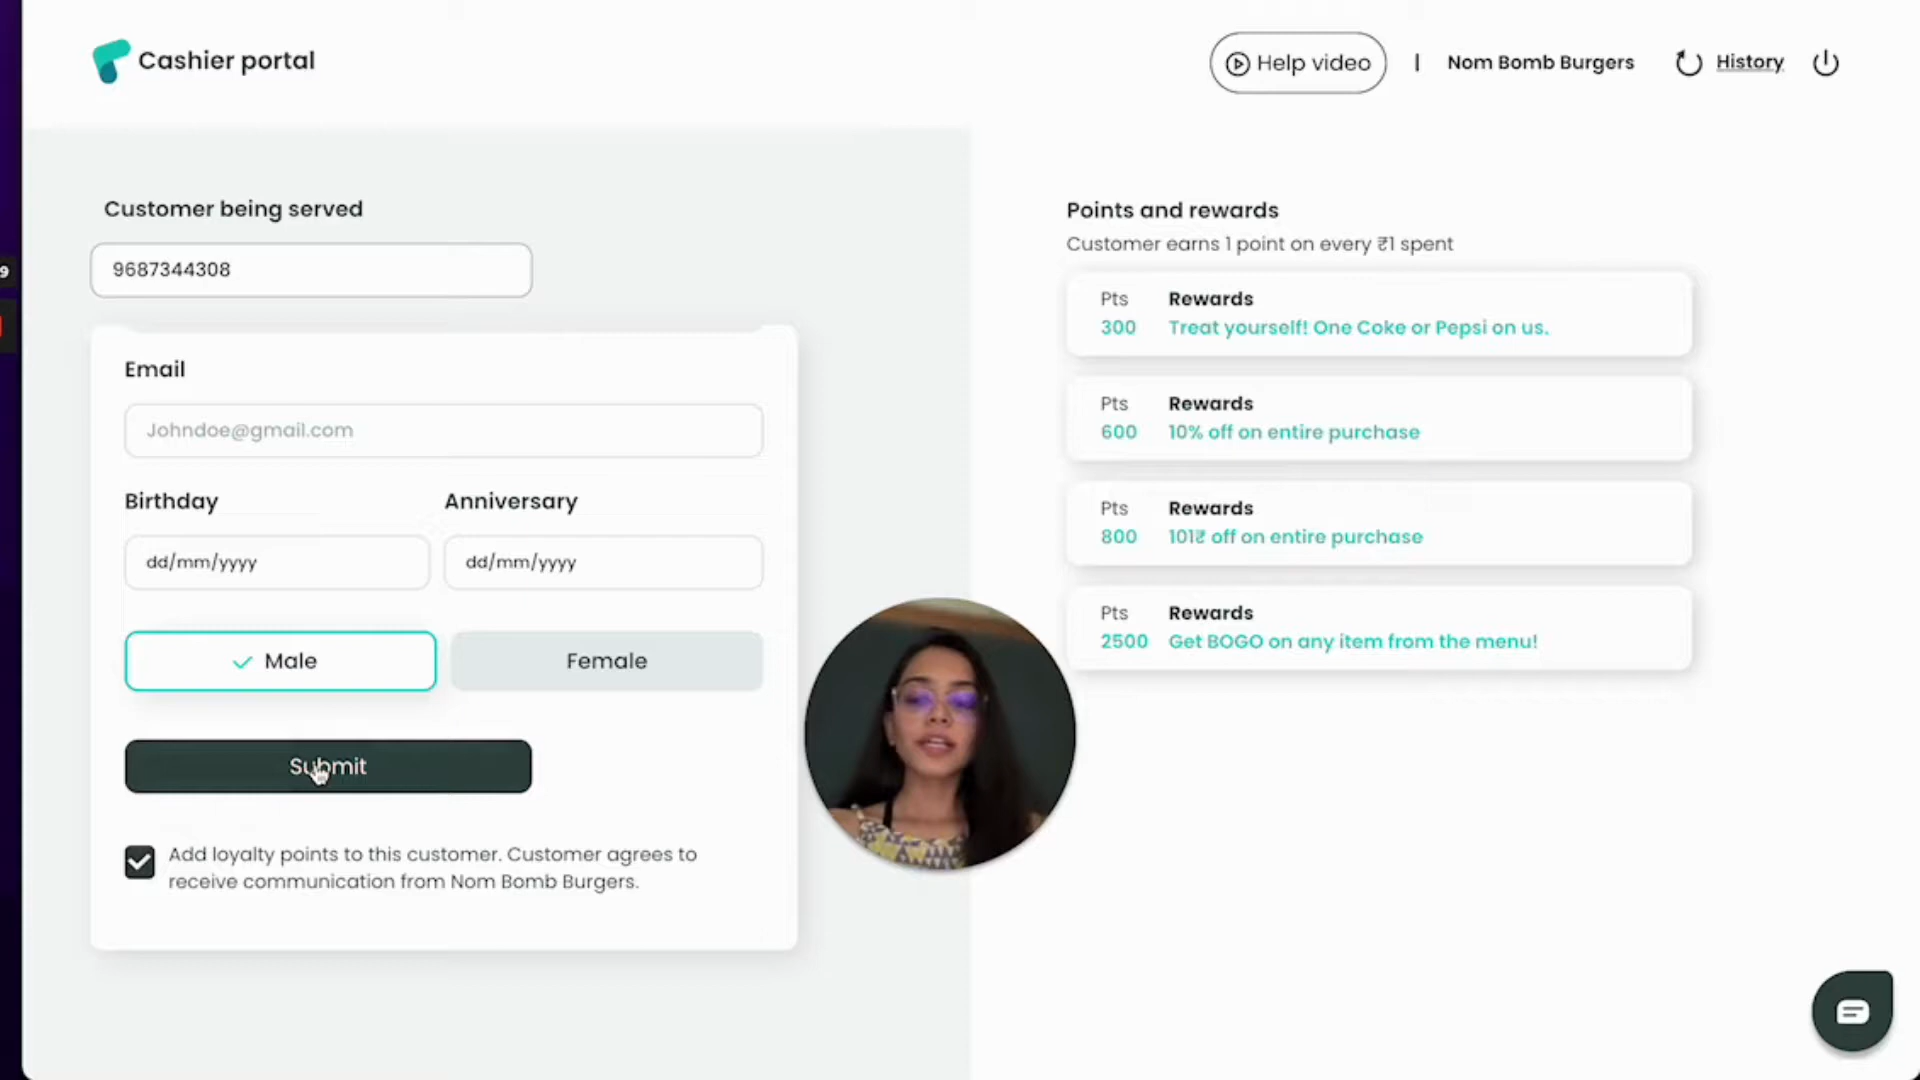 Cashier portal
Help video
Nom Bomb Burgers
History
Customer being served
9687344308
9
Email
Johndoe@gmail.com
Birthday
Anniversary
dd/mm/yyyy
dd/mm/yyyy
Male
Female
Submit
Add loyalty points to this customer. Customer agrees to
receive communication from Nom Bomb Burgers.
Points and rewards
Customer earns 1 point on every ₹1 spent
Pts Rewards
300 Treat yourself! One Coke or Pepsi on us.
Pts Rewards
600 10% off on entire purchase
Pts Rewards
800 101₹ off on entire purchase
Pts Rewards
2500 Get BOGO on any item from the menu!